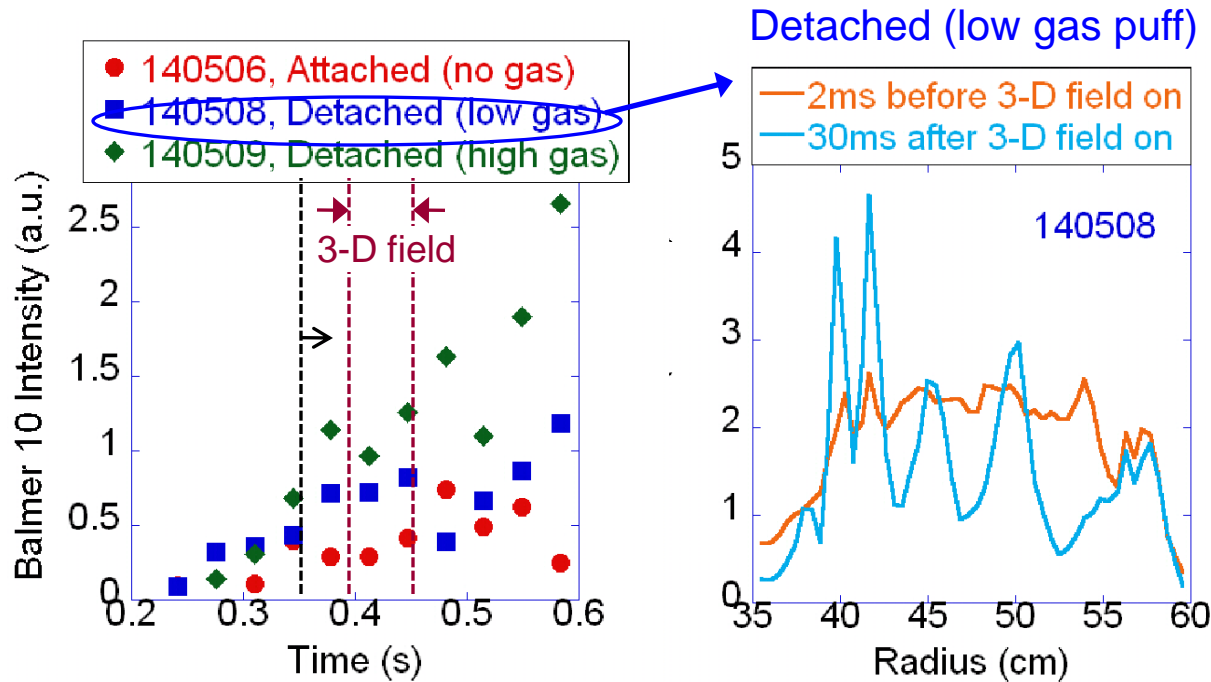 Detached (low gas puff)
140506, Attached (no gas)
140508, Detached (low gas)
140509, Detached (high gas)
2ms before 3-D field on
30ms after 3-D field on
Balmer 10 Intensity (a.u.)
2.5
2
1.5
1
0.5
0
3-D field
0.2
0.3
0.4
0.5
0.6
Time (s)
5
4
3
2
1
0
140508
35
40
45
50
55
60
Radius (cm)